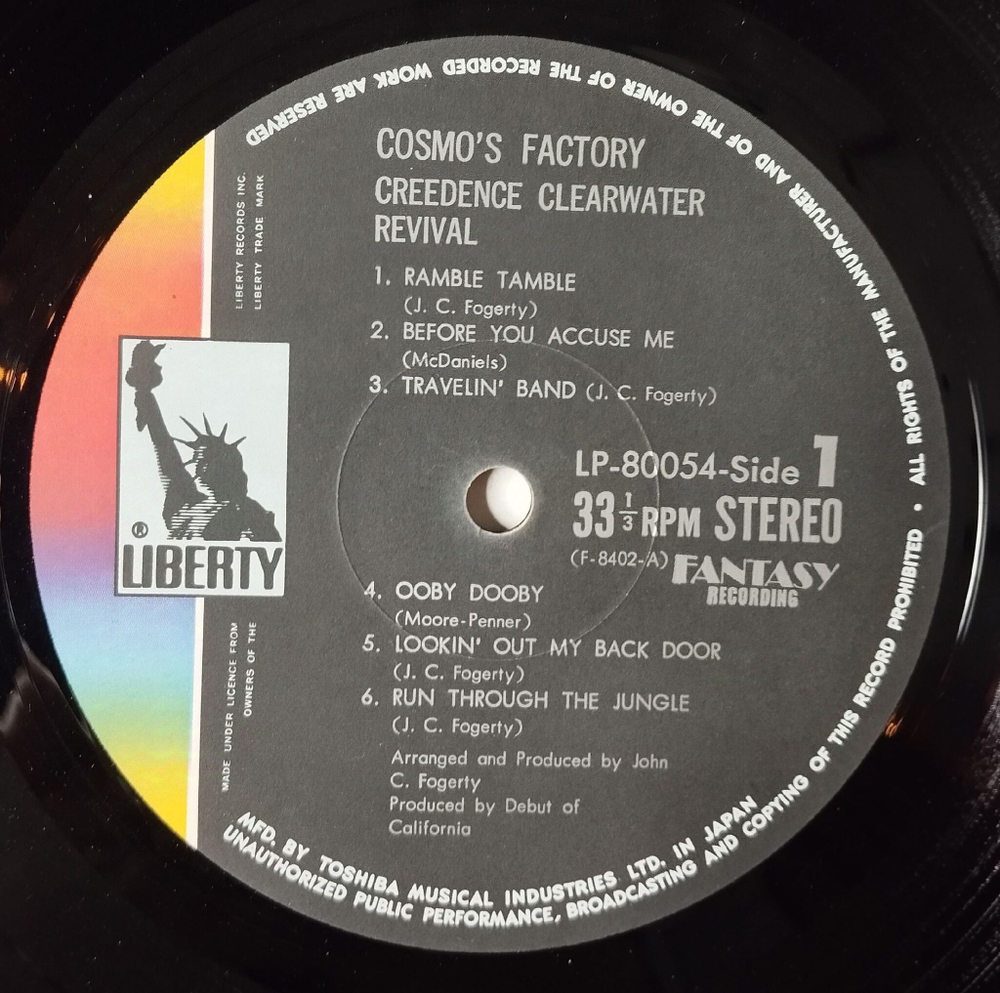 COSMO'S FACTORY
CREEDENCE CLEARWATER
REVIVAL
1. RAMBLE TAMBLE
(J. C. Fogerty)
2. BEFORE YOU ACCUSE ME
(McDaniels)
3. TRAVELIN' BAND (J. C. Fogerty)
LP-80054-Side 1
33 1/3 RPM STEREO
(F-8402-A) FANTASY
RECORDING
4. OOBY DOOBY
(Moore-Penner)
5. LOOKIN' OUT MY BACK DOOR
(J. C. Fogerty)
6. RUN THROUGH THE JUNGLE
(J. C. Fogerty)
Arranged and Produced by John
C. Fogerty
Produced by Debut of
California
LIBERTY RECORDS INC.
LIBERTY TRADE MARK
®
LIBERTY
MADE UNDER LICENCE FROM
OWNERS OF THE
MFD. BY TOSHIBA MUSICAL INDUSTRIES LTD. IN JAPAN
UNAUTHORIZED PUBLIC PERFORMANCE, BROADCASTING AND COPYING OF THIS RECORD PROHIBITED • ALL RIGHTS OF THE MANUFACTURER AND OF THE OWNER OF THE RECORDED WORK ARE RESERVED